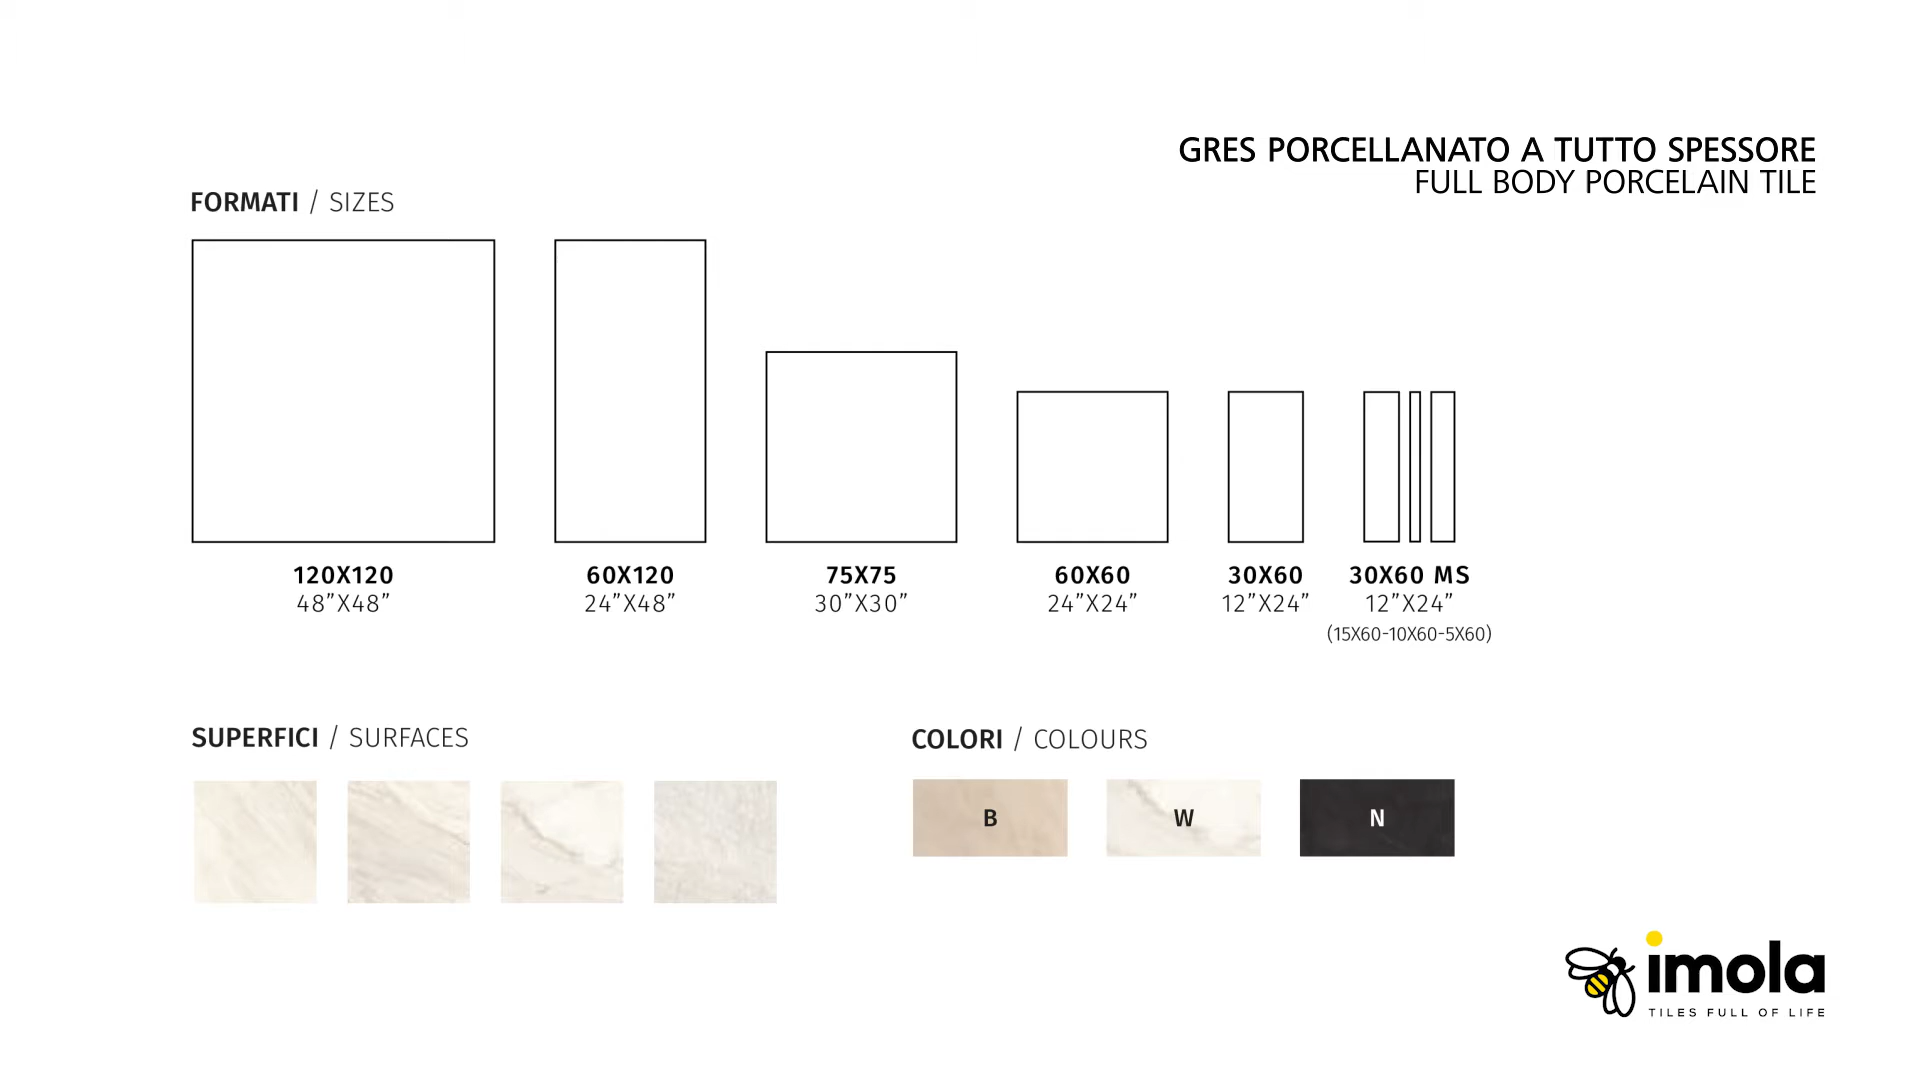 GRES PORCELLANATO A TUTTO SPESSORE
FULL BODY PORCELAIN TILE
FORMATI / SIZES
120X120
48”X48”
60X120
24”X48”
75X75
30”X30”
60X60
24”X24”
30X60
12”X24”
30X60 MS
12”X24”
(15X60-10X60-5X60)
SUPERFICI / SURFACES
COLORI / COLOURS
B
W
N
imola
TILES FULL OF LIFE